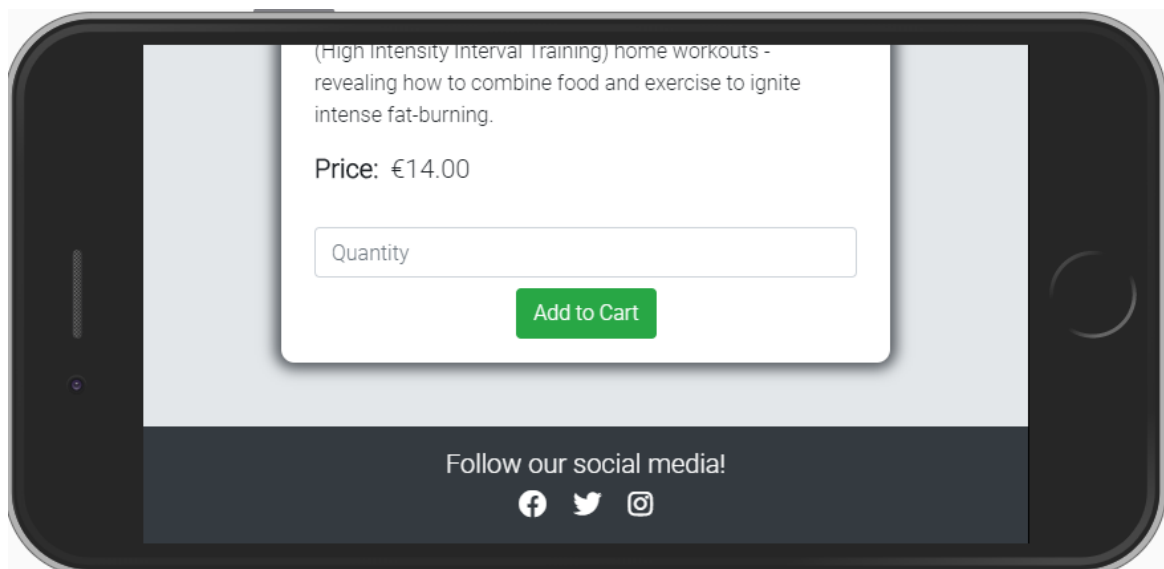 (High Intensity Interval Training) home workouts -
revealing how to combine food and exercise to ignite
intense fat-burning.
Price: €14.00
Quantity
Add to Cart
Follow our social media!